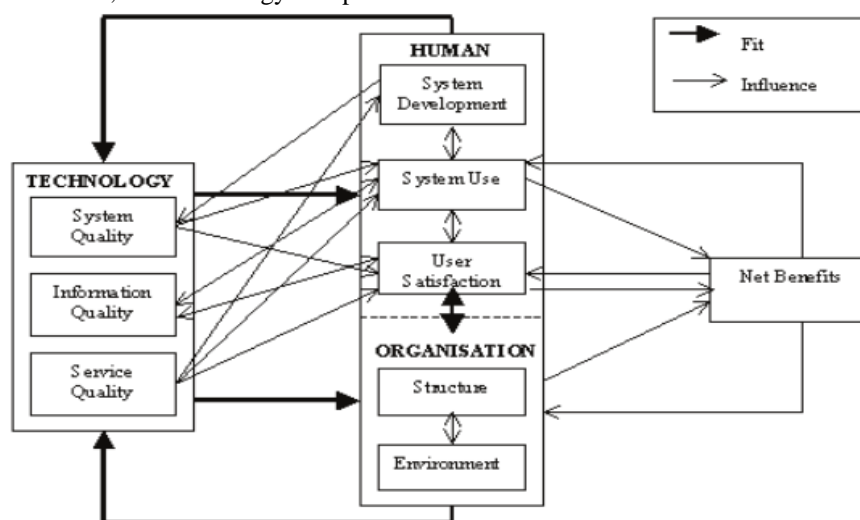 HUMAN
System
Development
System Use
User
Satisfaction
ORGANISATION
Structure
Environment
TECHNOLOGY
System
Quality
Information
Quality
Service
Quality
Net Benefits
Fit
Influence